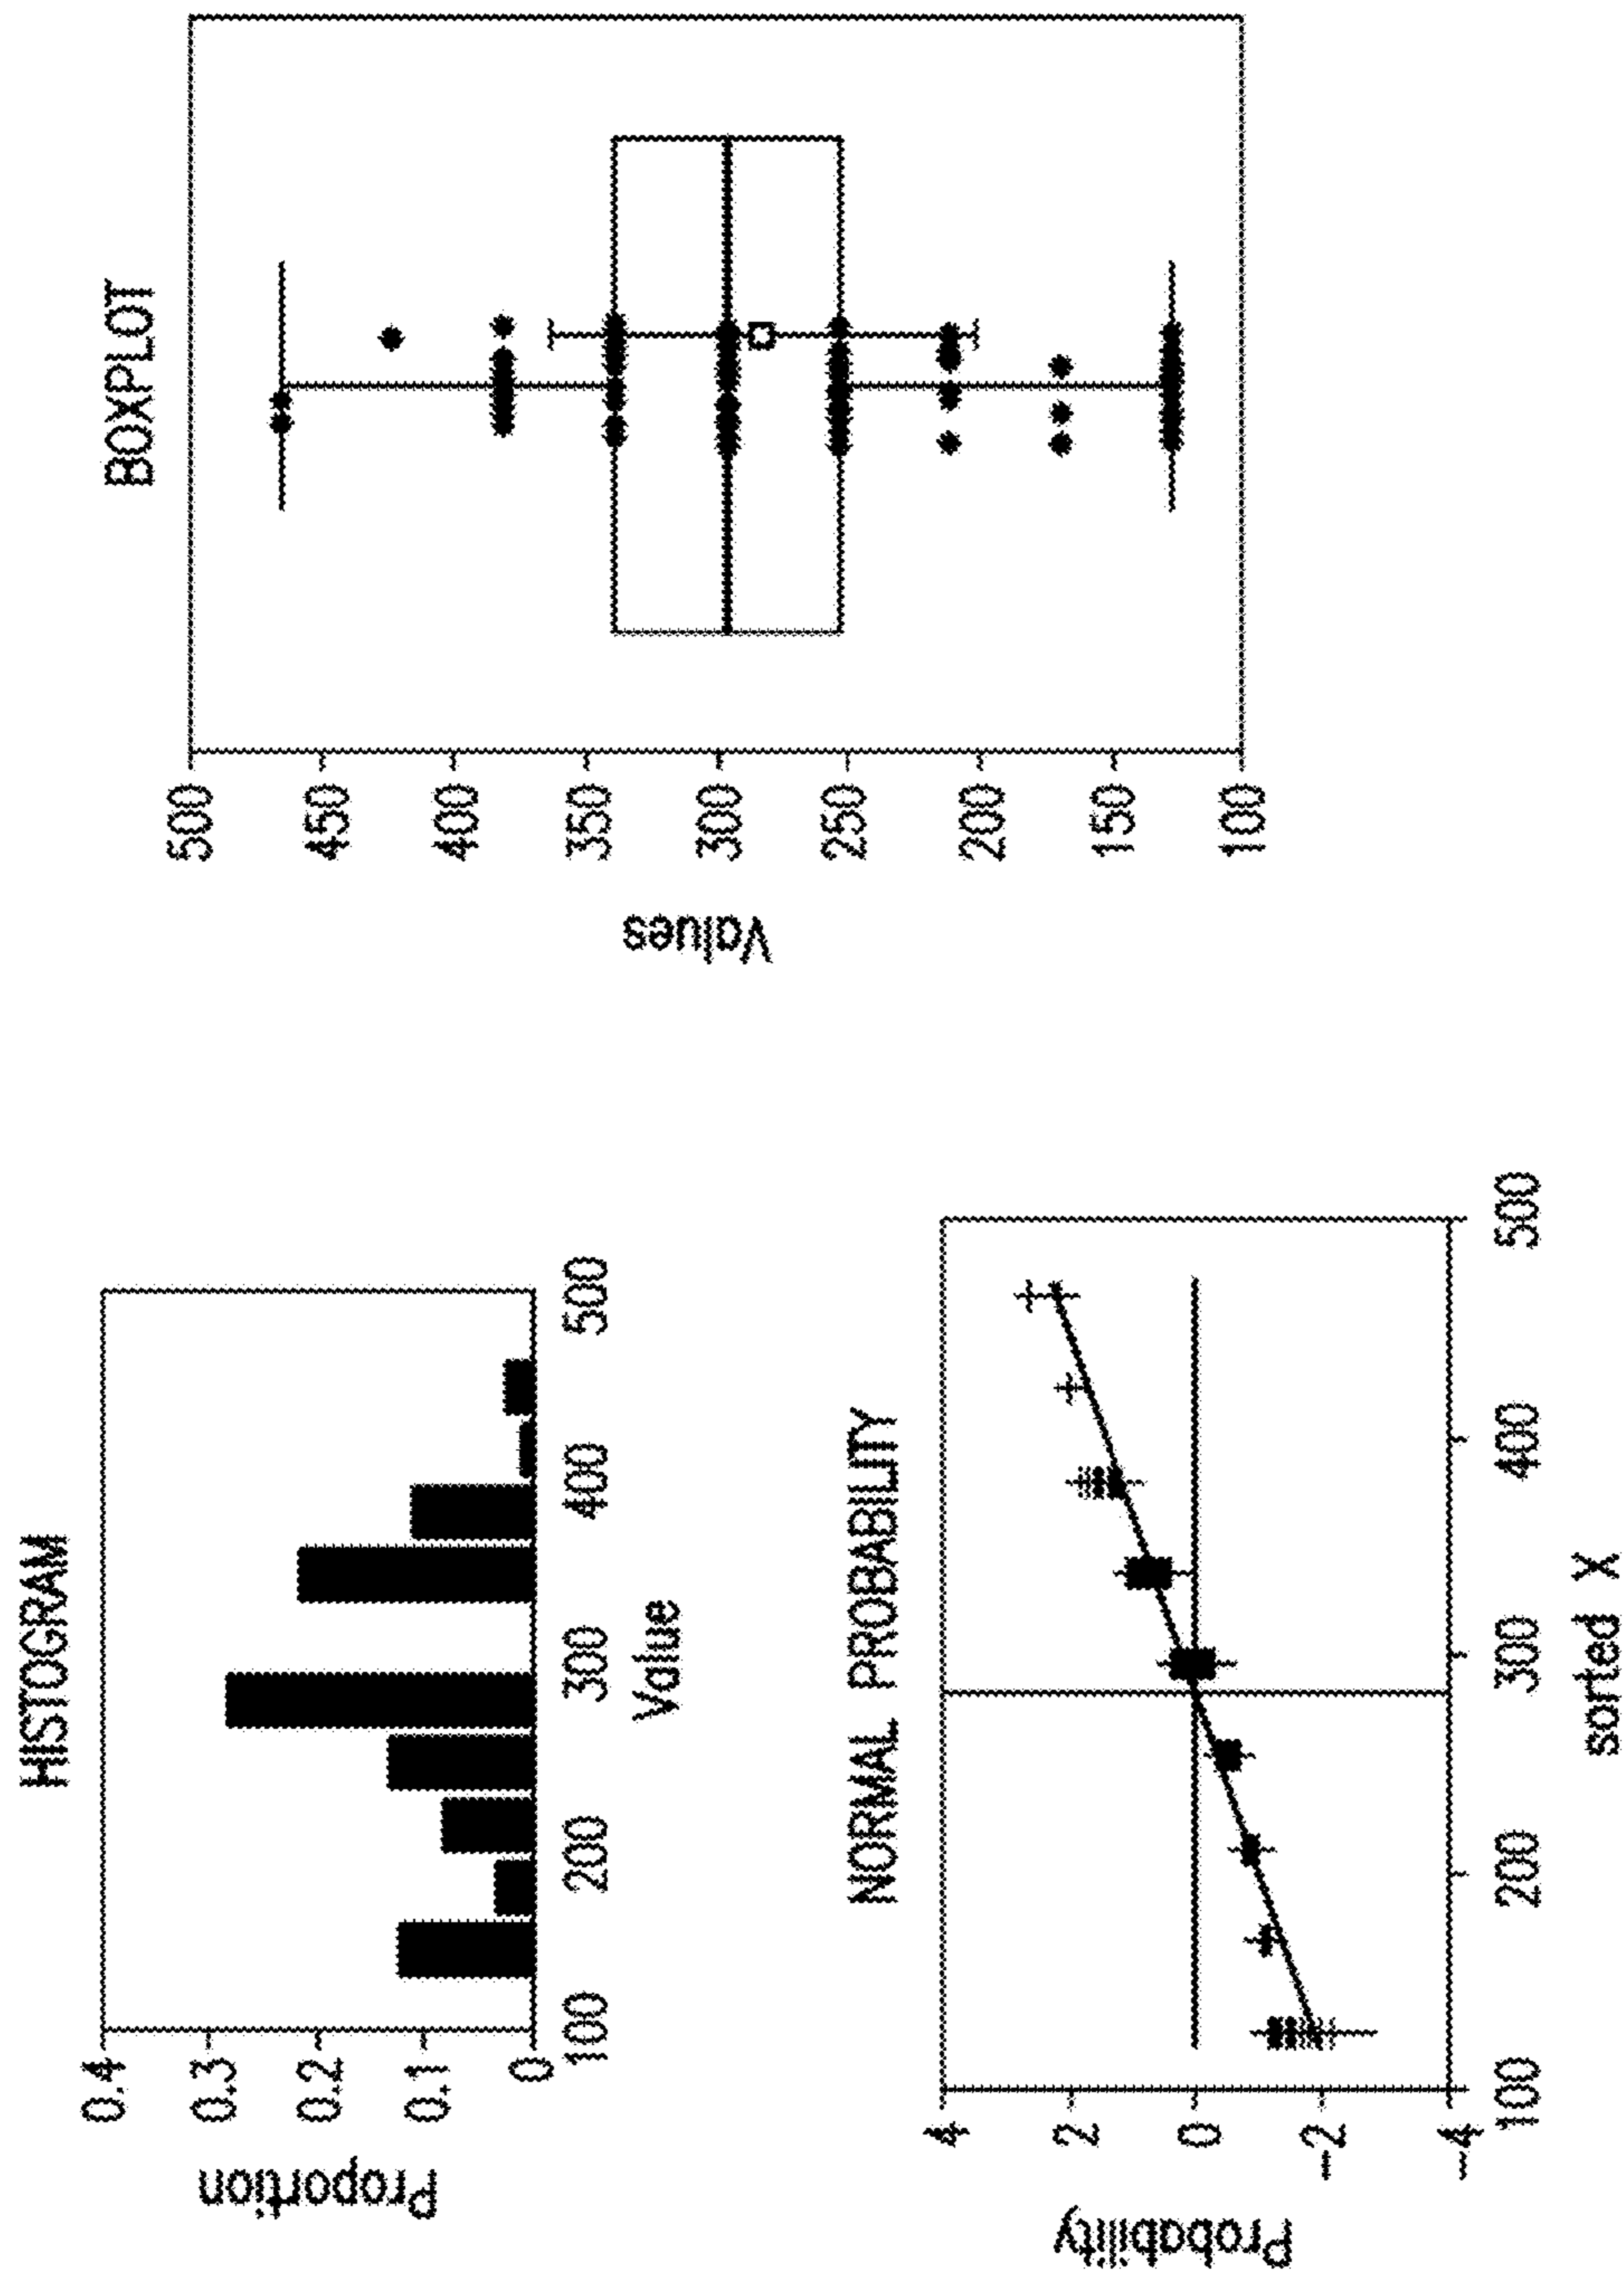 HISTOGRAM
Proportion
0.4
0.3
0.2
0.1
0
100 200 300 400 500
Value
NORMAL PROBABILITY
Probability
4
2
0
-2
-4
100 200 300 400 500
sorted X
BOXPLOT
Values
500
450
400
350
300
250
200
150
100